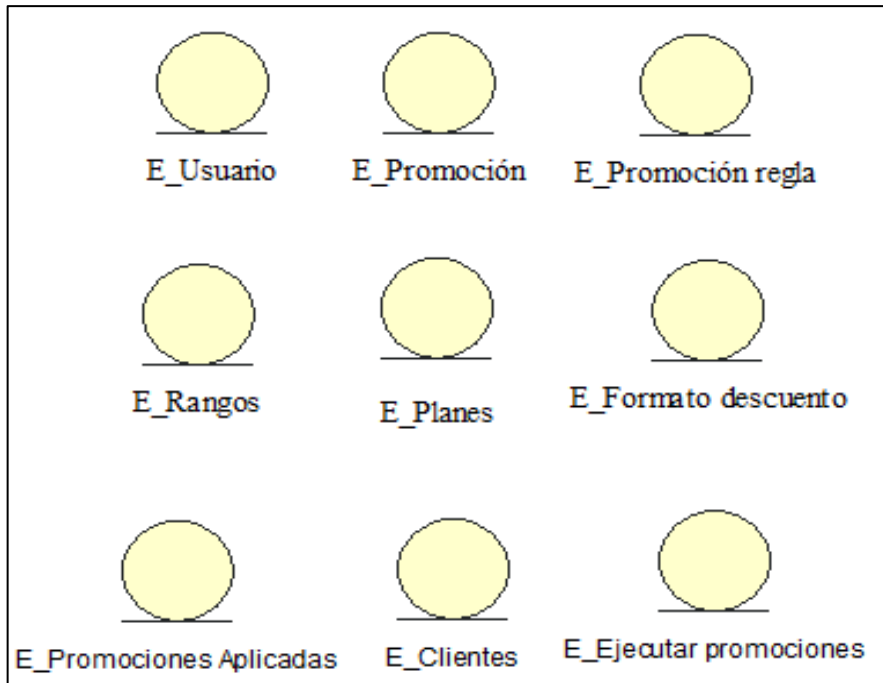 E_Usuario
E_Promoción
E_Promoción regla
E_Rangos
E_Planes
E_Formato descuento
E_Promociones Aplicadas
E_Clientes
E_Ejecutar promociones